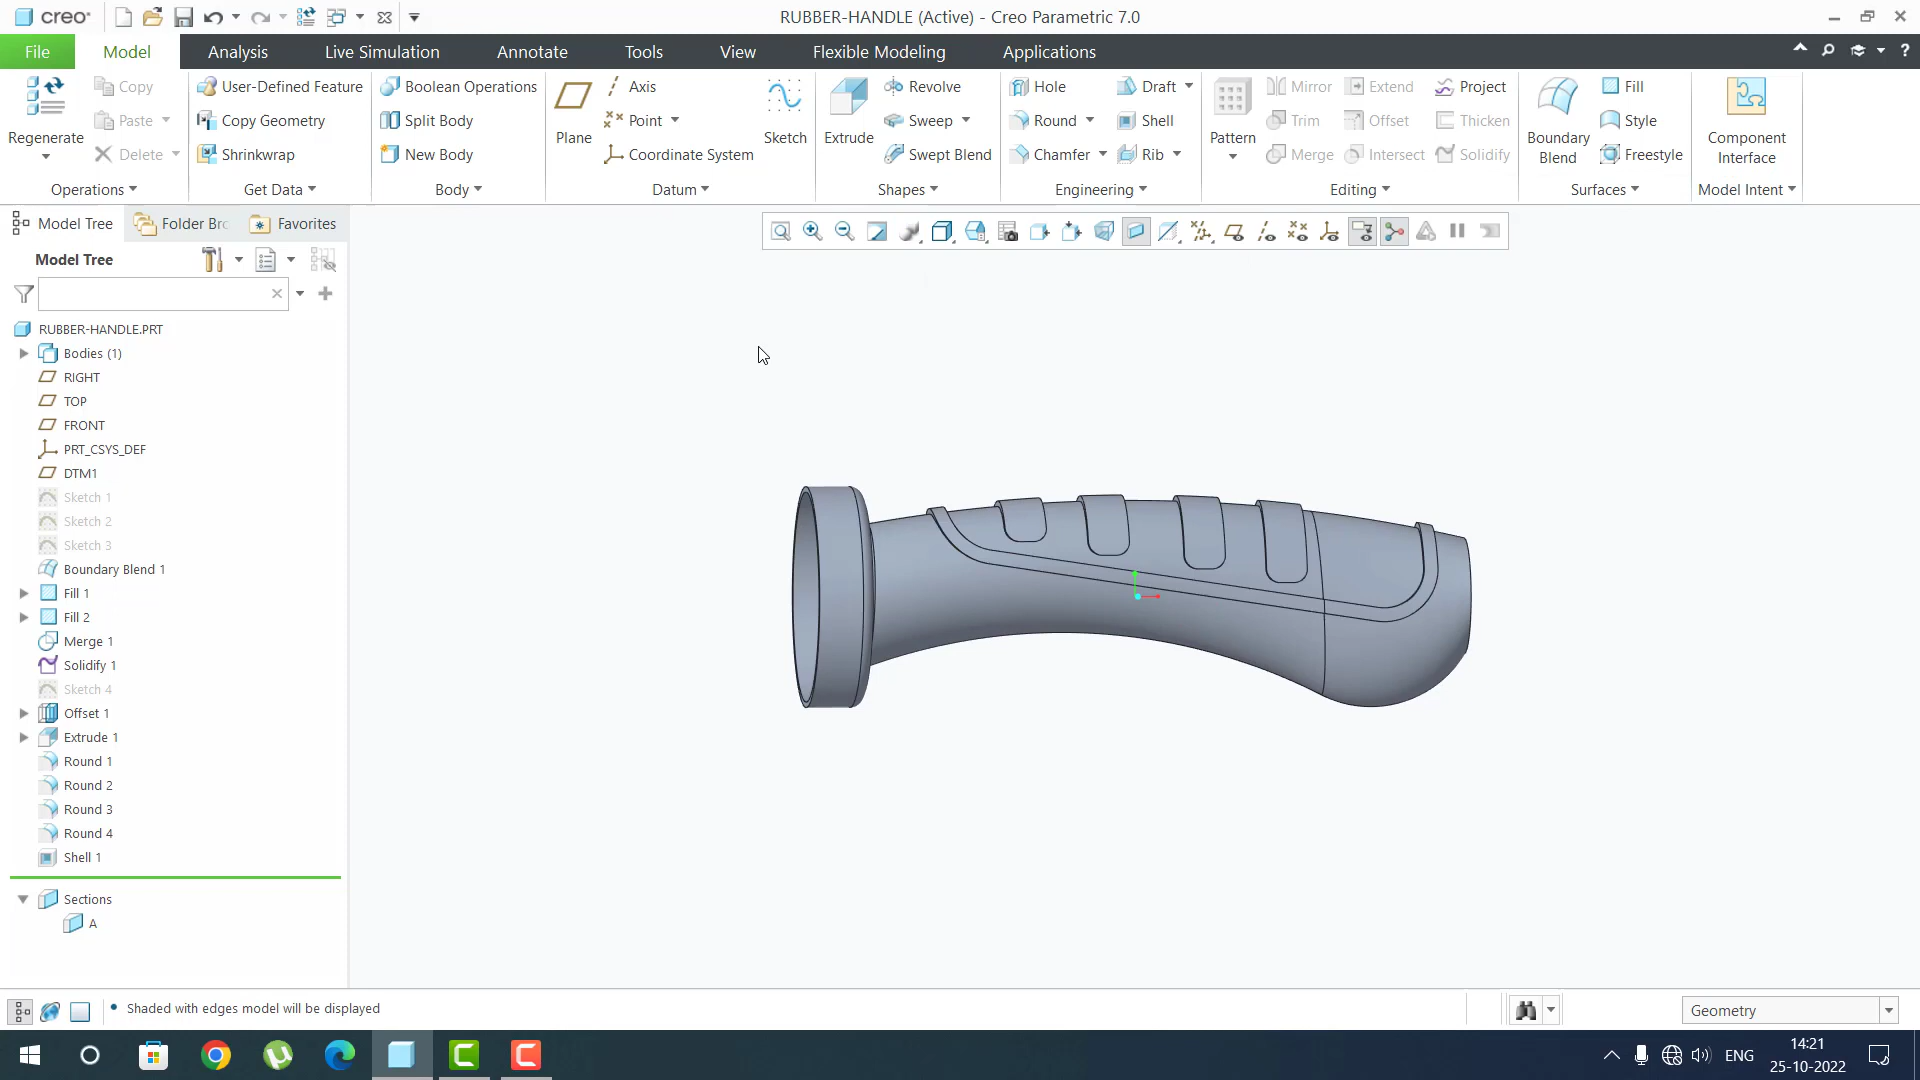 creo
RUBBER-HANDLE (Active) - Creo Parametric 7.0
File Model Analysis Live Simulation Annotate Tools View Flexible Modeling Applications
Regenerate
Copy
Paste
Delete
Operations
User-Defined Feature
Copy Geometry
Shrinkwrap
Get Data
Boolean Operations
Split Body
New Body
Body
Plane
Axis
Point
Coordinate System
Sketch
Datum
Extrude
Revolve
Sweep
Swept Blend
Shapes
Hole
Round
Chamfer
Draft
Shell
Rib
Engineering
Pattern
Mirror
Trim
Merge
Extend
Offset
Intersect
Project
Thicken
Solidify
Editing
Boundary
Blend
Fill
Style
Freestyle
Surfaces
Component
Interface
Model Intent
Model Tree Folder Brc Favorites
Model Tree
RUBBER-HANDLE.PRT
Bodies (1)
RIGHT
TOP
FRONT
PRT_CSYS_DEF
DTM1
Sketch 1
Sketch 2
Sketch 3
Boundary Blend 1
Fill 1
Fill 2
Merge 1
Solidify 1
Sketch 4
Offset 1
Extrude 1
Round 1
Round 2
Round 3
Round 4
Shell 1
Sections
A
Shaded with edges model will be displayed
Geometry
ENG
14:21
25-10-2022